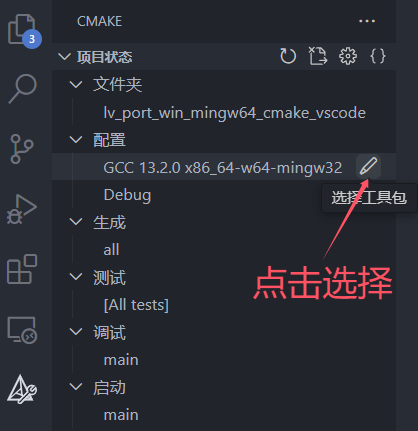 CMAKE
项目状态
3
文件夹
lv_port_win_mingw64_cmake_vscode
配置
GCC 13.2.0 x86_64-w64-mingw32
Debug
选择工具包
生成
all
点击选择
测试
[All tests]
调试
main
启动
main